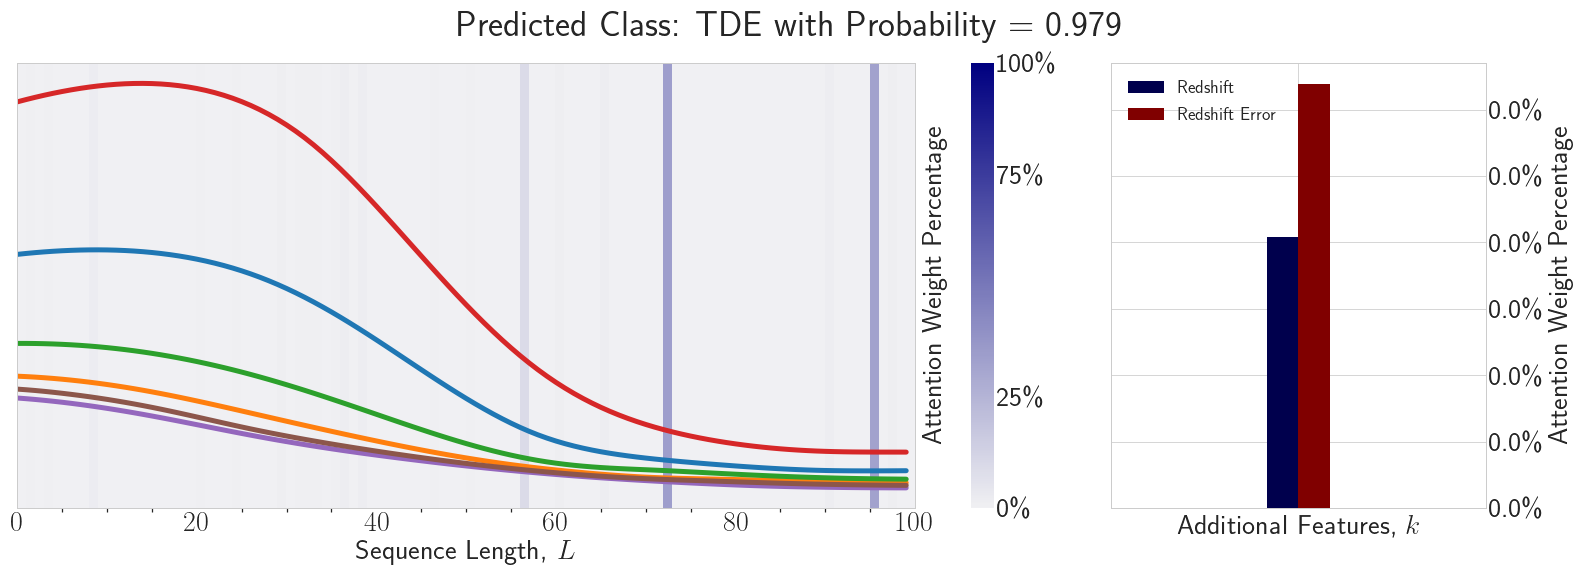 Predicted Class: TDE with Probability = 0.979
0
20
40
60
80
100
Sequence Length, L
100%
75%
25%
0%
Attention Weight Percentage
Redshift
Redshift Error
0.0%
0.0%
0.0%
0.0%
0.0%
0.0%
0.0%
Attention Weight Percentage
Additional Features, k